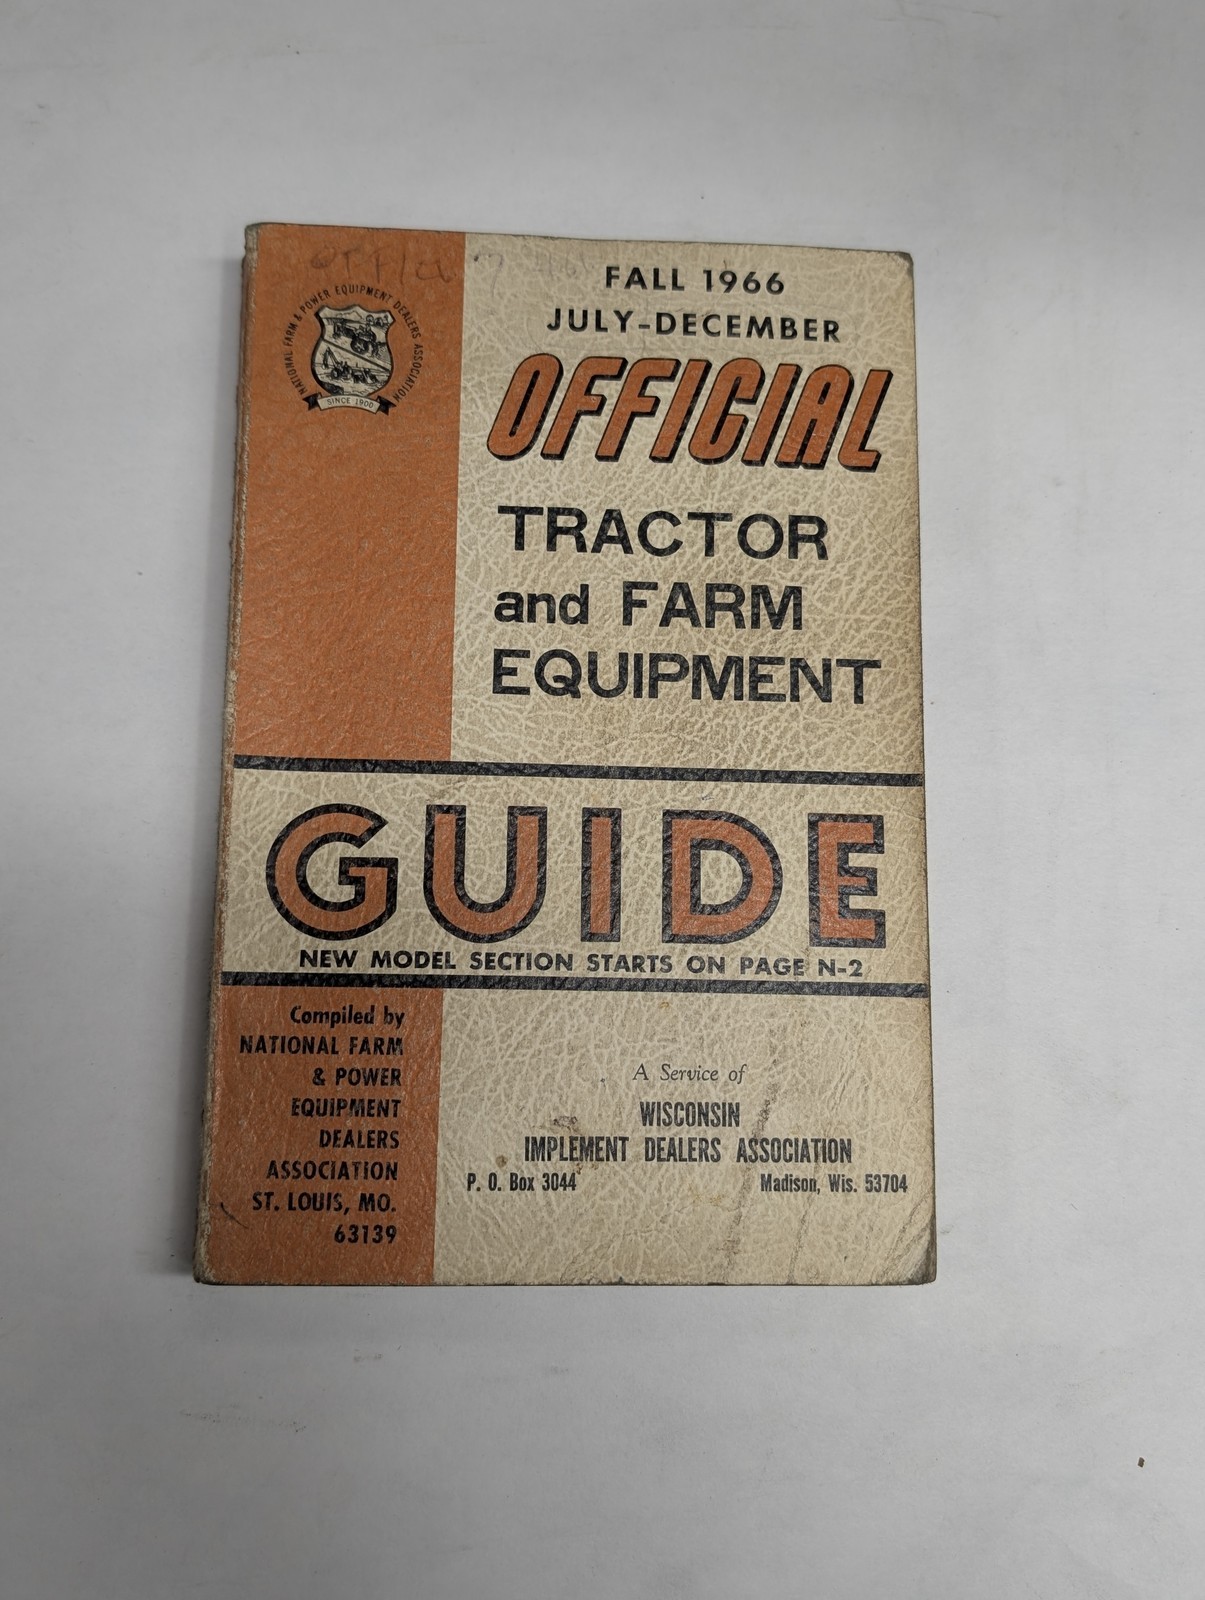 FALL 1966
JULY-DECEMBER
NATIONAL FARM & POWER EQUIPMENT DEALERS ASSOCIATION
SINCE 1900
OFFICIAL
TRACTOR
and FARM
EQUIPMENT
GUIDE
NEW MODEL SECTION STARTS ON PAGE N-2
Compiled by
NATIONAL FARM
& POWER
EQUIPMENT
DEALERS
ASSOCIATION
ST. LOUIS, MO.
63139
A Service of
WISCONSIN
IMPLEMENT DEALERS ASSOCIATION
P. O. Box 3044 Madison, Wis. 53704